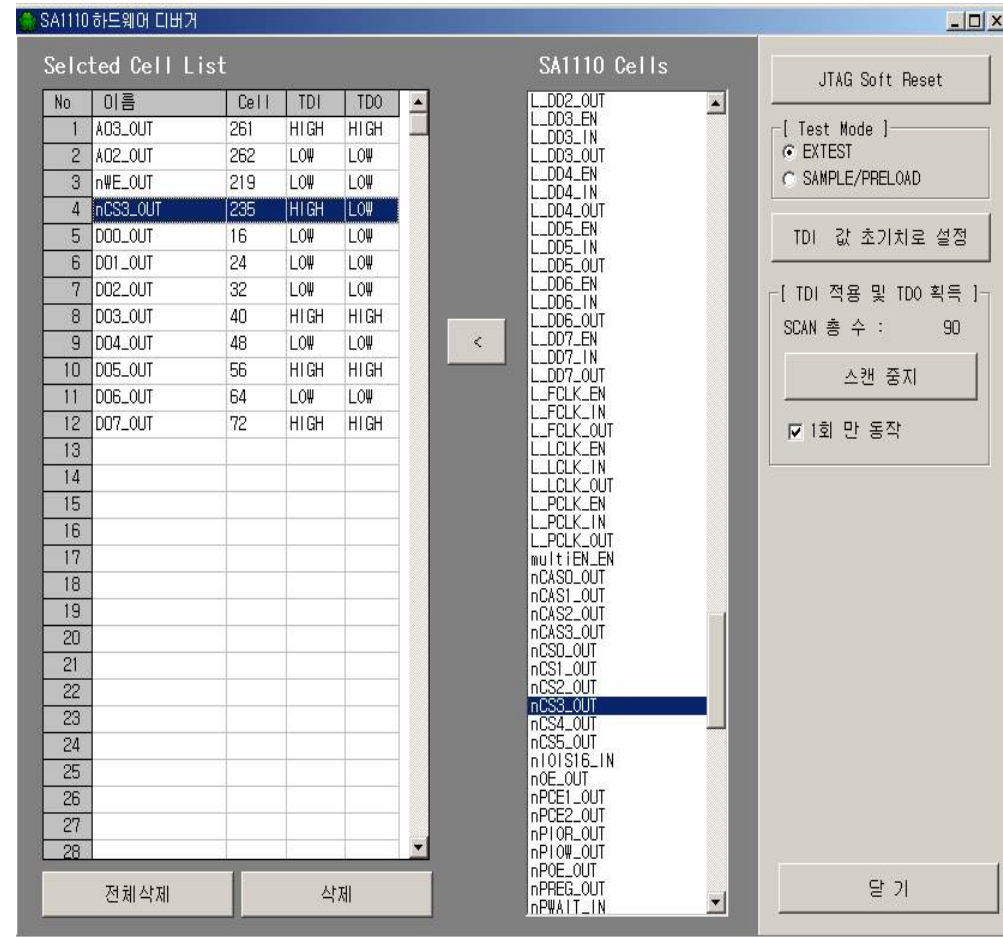 SA1110 하드웨어 디버거
Selcted Cell List
No 이름 Cell TDI TDO
1 A03_OUT 261 HIGH HIGH
2 A02_OUT 262 LOW LOW
3 nWE_OUT 219 LOW LOW
4 nCS3_OUT 235 HIGH LOW
5 D00_OUT 16 LOW LOW
6 D01_OUT 24 LOW LOW
7 D02_OUT 32 LOW LOW
8 D03_OUT 40 HIGH HIGH
9 D04_OUT 48 LOW LOW
10 D05_OUT 56 HIGH HIGH
11 D06_OUT 64 LOW LOW
12 D07_OUT 72 HIGH HIGH
13
14
15
16
17
18
19
20
21
22
23
24
25
26
27
28
전체삭제
삭제
<
SA1110 Cells
L_DD2_OUT
L_DD3_EN
L_DD3_IN
L_DD3_OUT
L_DD4_EN
L_DD4_IN
L_DD4_OUT
L_DD5_EN
L_DD5_IN
L_DD5_OUT
L_DD6_EN
L_DD6_IN
L_DD6_OUT
L_DD7_EN
L_DD7_IN
L_DD7_OUT
L_FCLK_EN
L_FCLK_IN
L_FCLK_OUT
L_LCLK_EN
L_LCLK_IN
L_LCLK_OUT
L_PCLK_EN
L_PCLK_IN
L_PCLK_OUT
multiEN_EN
nCAS0_OUT
nCAS1_OUT
nCAS2_OUT
nCAS3_OUT
nCS0_OUT
nCS1_OUT
nCS2_OUT
nCS3_OUT
nCS4_OUT
nCS5_OUT
nIOIS16_IN
nOE_OUT
nPCE1_OUT
nPCE2_OUT
nPIOR_OUT
nPIOW_OUT
nPOE_OUT
nPREG_OUT
nPWAIT_IN
JTAG Soft Reset
[ Test Mode ]
EXTEST
SAMPLE/PRELOAD
TDI 값 초기치로 설정
[ TDI 적용 및 TDO 획득 ]
SCAN 총 수 : 90
스캔 중지
1회 만 동작
닫 기